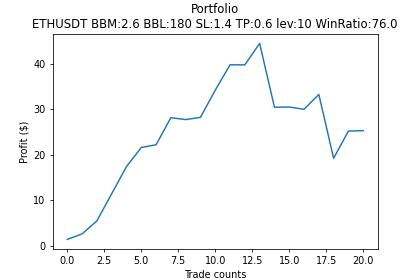 Portfolio
ETHUSDT BBM:2.6 BBL:180 SL:1.4 TP:0.6 lev:10 WinRatio:76.0
Profit ($)
40
30
20
10
0
0.0 2.5 5.0 7.5 10.0 12.5 15.0 17.5 20.0
Trade counts